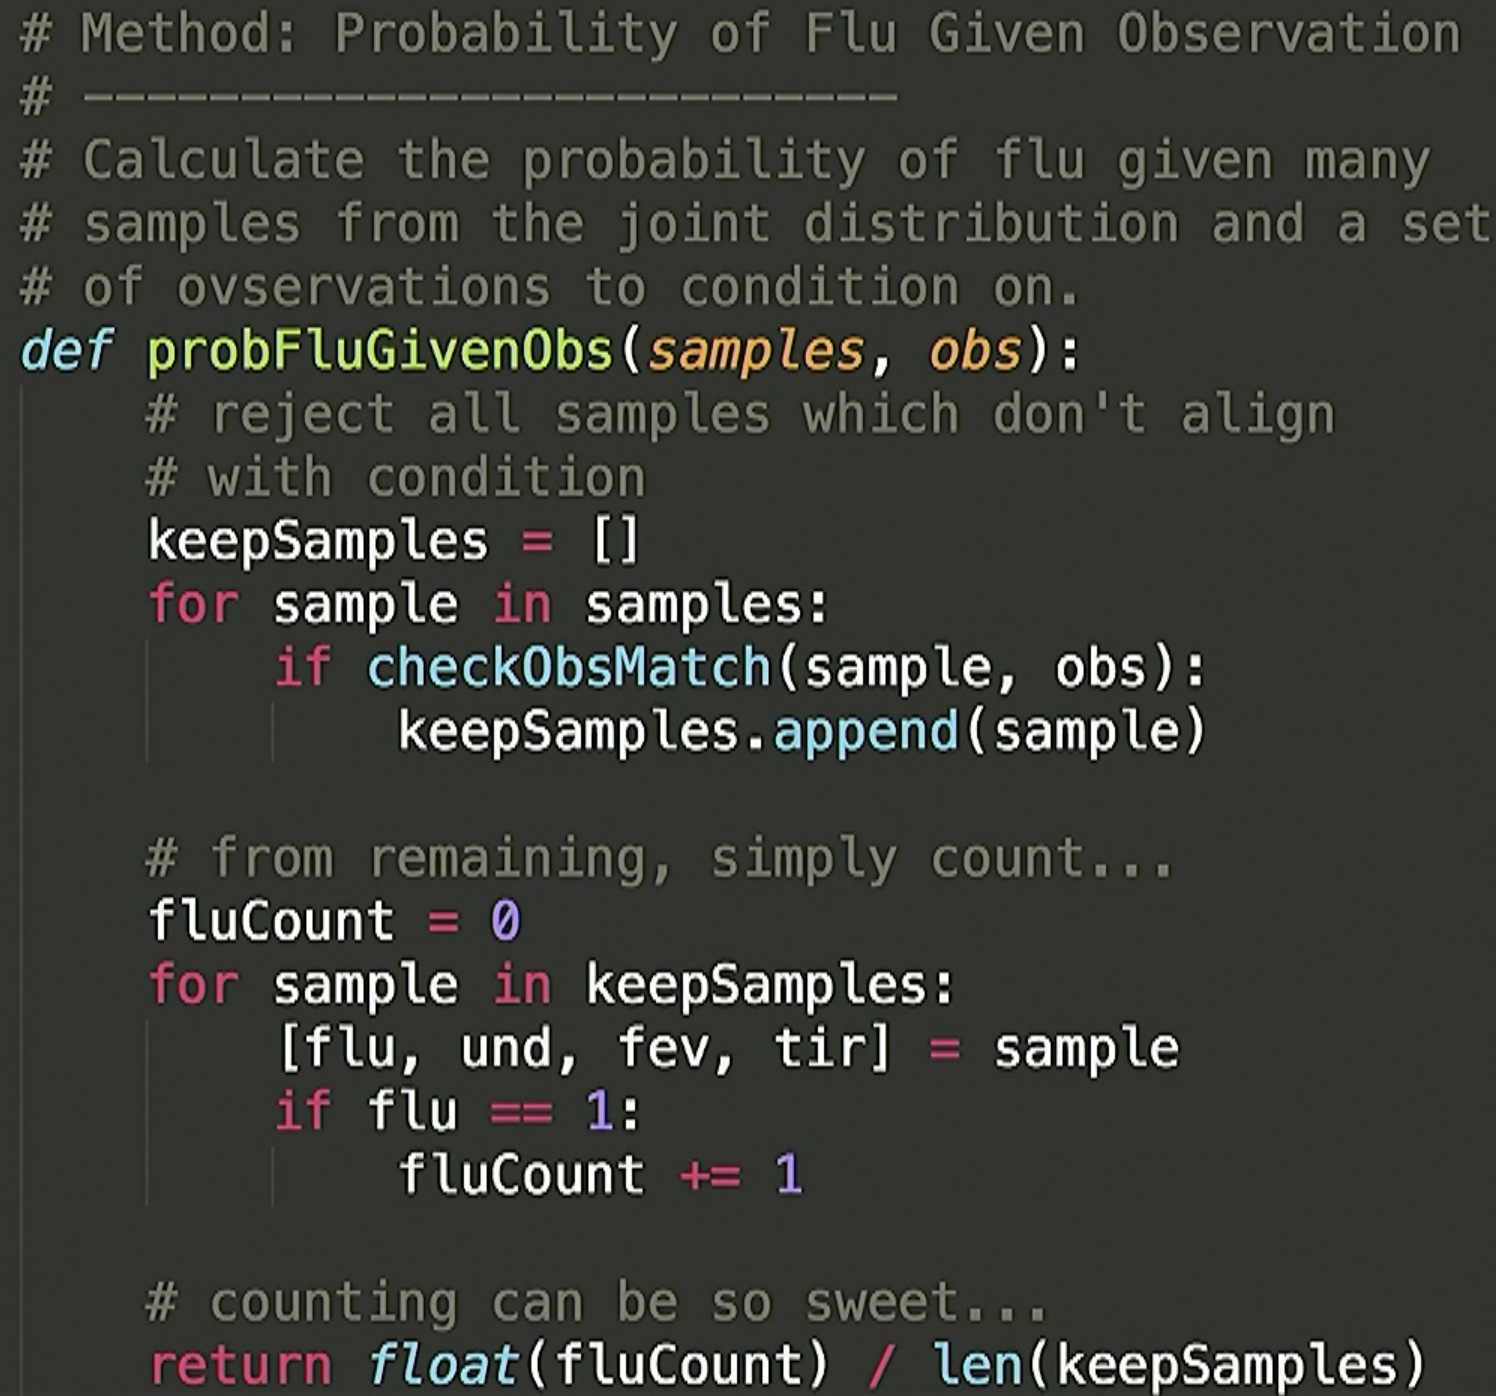 # Method: Probability of Flu Given Observation
# --------------------------
# Calculate the probability of flu given many
# samples from the joint distribution and a set
# of ovservations to condition on.
def probFluGivenObs(samples, obs):
    # reject all samples which don't align
    # with condition
    keepSamples = []
    for sample in samples:
        if checkObsMatch(sample, obs):
            keepSamples.append(sample)

    # from remaining, simply count...
    fluCount = 0
    for sample in keepSamples:
        [flu, und, fev, tir] = sample
        if flu == 1:
            fluCount += 1

    # counting can be so sweet...
    return float(fluCount) / len(keepSamples)